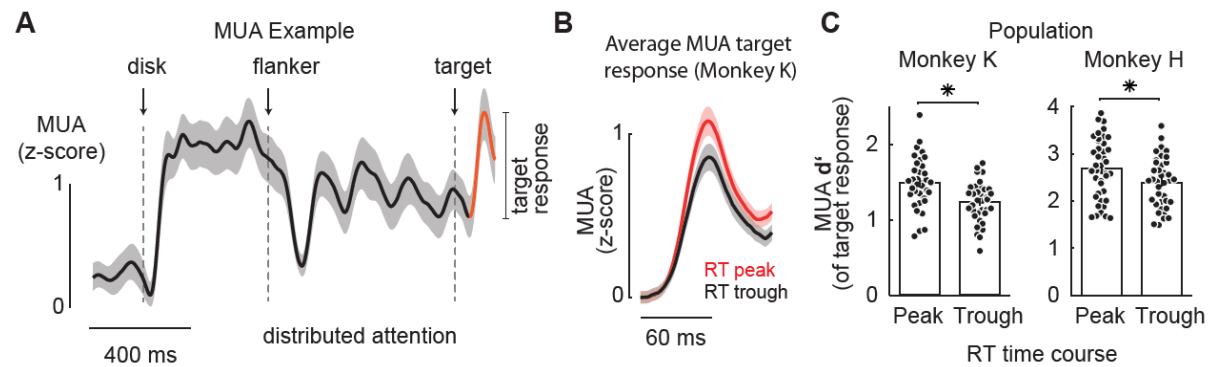 A
MUA Example
disk
flanker
target
MUA
(z-score)
1
0
target
response
400 ms
distributed attention
B
Average MUA target
response (Monkey K)
1
MUA
(z-score)
0
RT peak
RT trough
60 ms
C
Population
Monkey K
Monkey H
*
*
MUA d'
(of target response)
2
1
0
4
3
2
1
0
Peak Trough
Peak Trough
RT time course